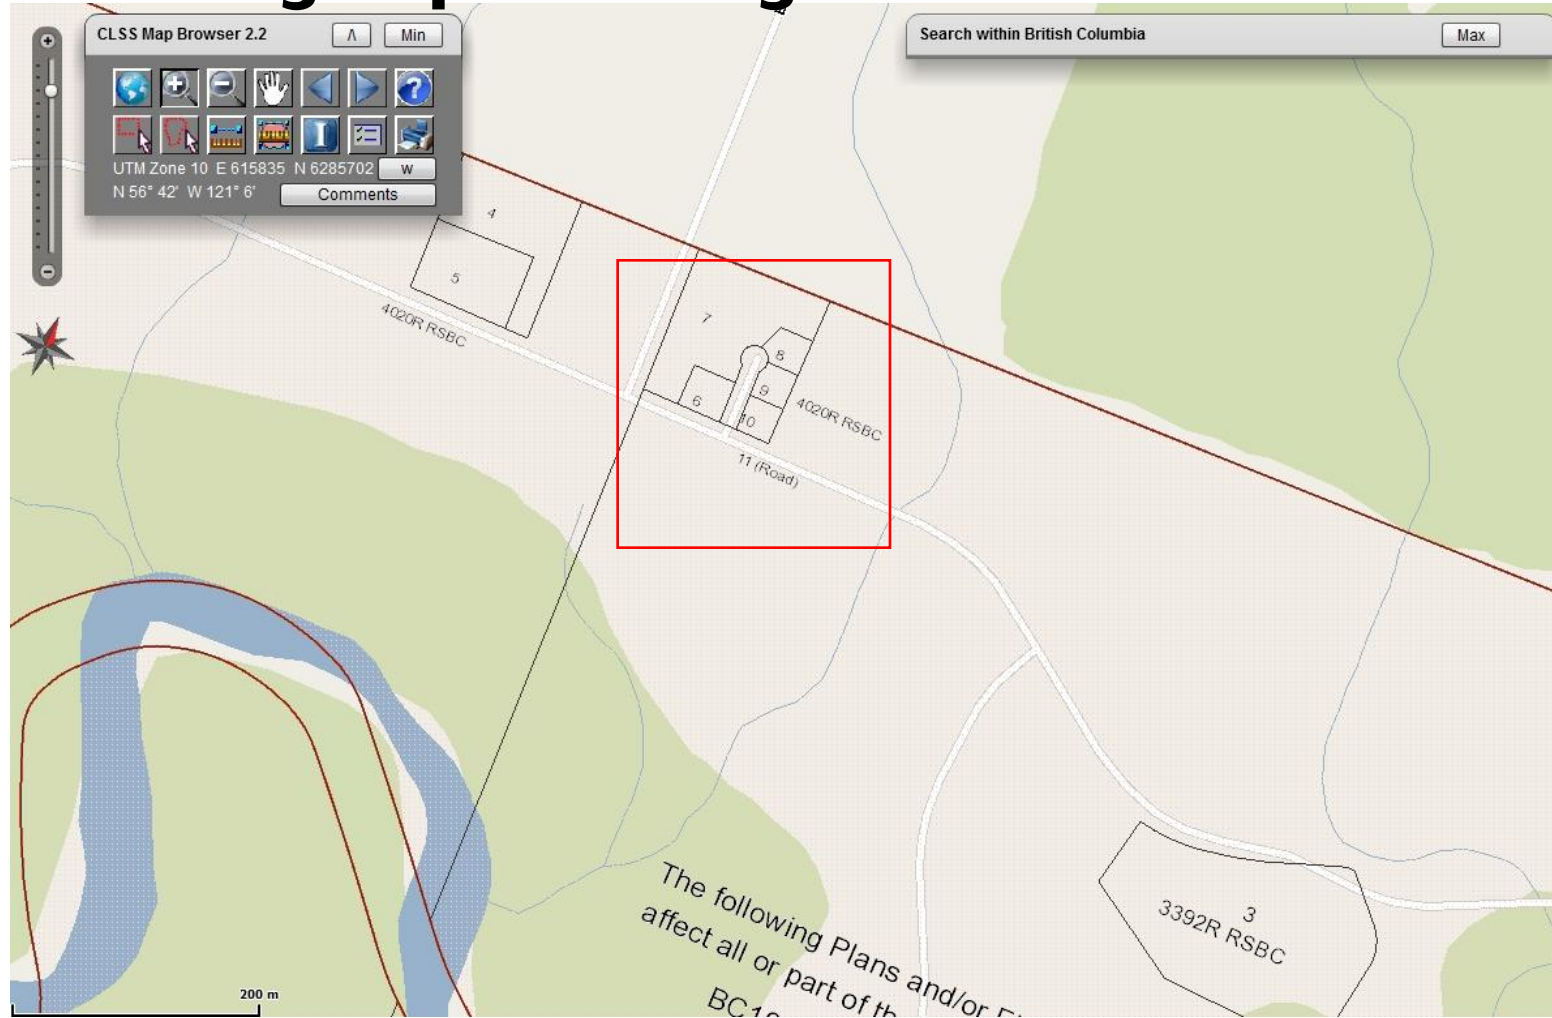 CLSS Map Browser 2.2
/\ Min
Search within British Columbia
Max
UTM Zone 10 E 615835 N 6285702 W
N 56° 42' W 121° 6' Comments
4
5
4020R RSBC
7
8
9
6
10
4020R RSBC
11 (Road)
The following Plans and/or
affect all or part of
3
3392R RSBC
200 m